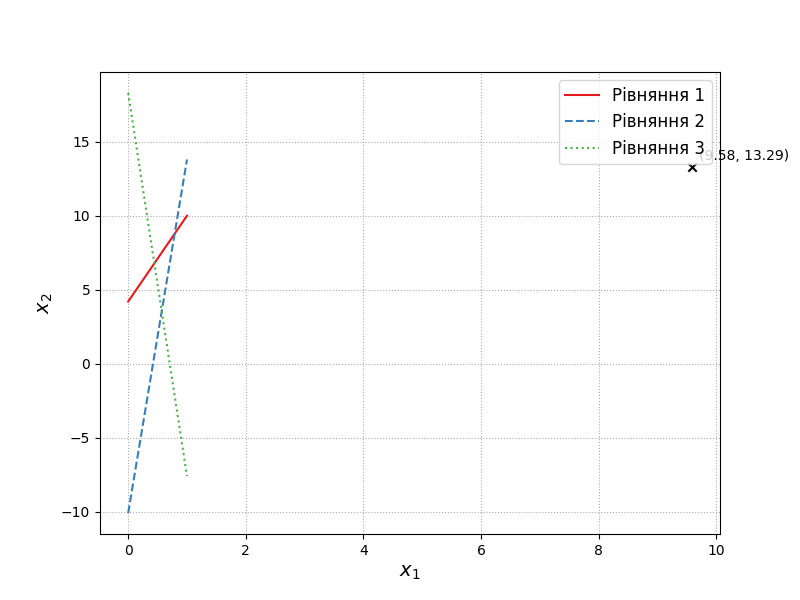 Рівняння 1
Рівняння 2
Рівняння 3
(9.58, 13.29)
15
10
5
0
−5
−10
x₂
0
2
4
6
8
10
x₁